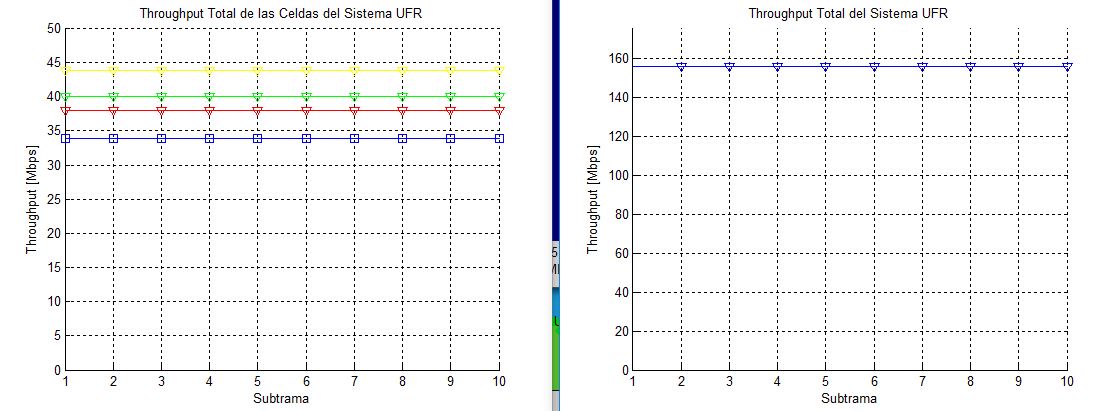 Throughput Total de las Celdas del Sistema UFR
Throughput [Mbps]
50
45
40
35
30
25
20
15
10
5
0
1 2 3 4 5 6 7 8 9 10
Subtrama
5
Throughput Total del Sistema UFR
Throughput [Mbps]
160
140
120
100
80
60
40
20
0
1 2 3 4 5 6 7 8 9 10
Subtrama